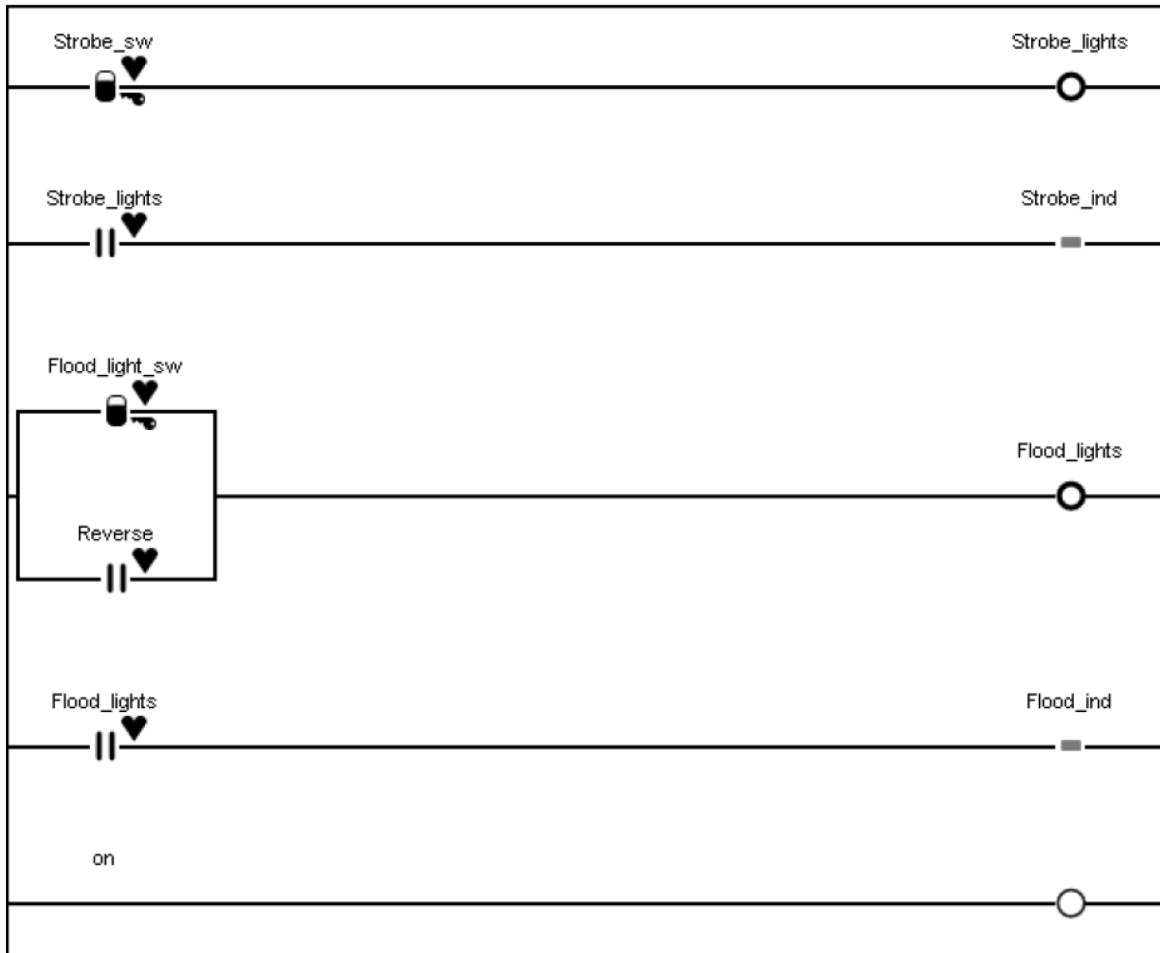 Strobe_sw
Strobe_lights
Strobe_lights
Strobe_ind
Flood_light_sw
Flood_lights
Reverse
Flood_lights
Flood_ind
on